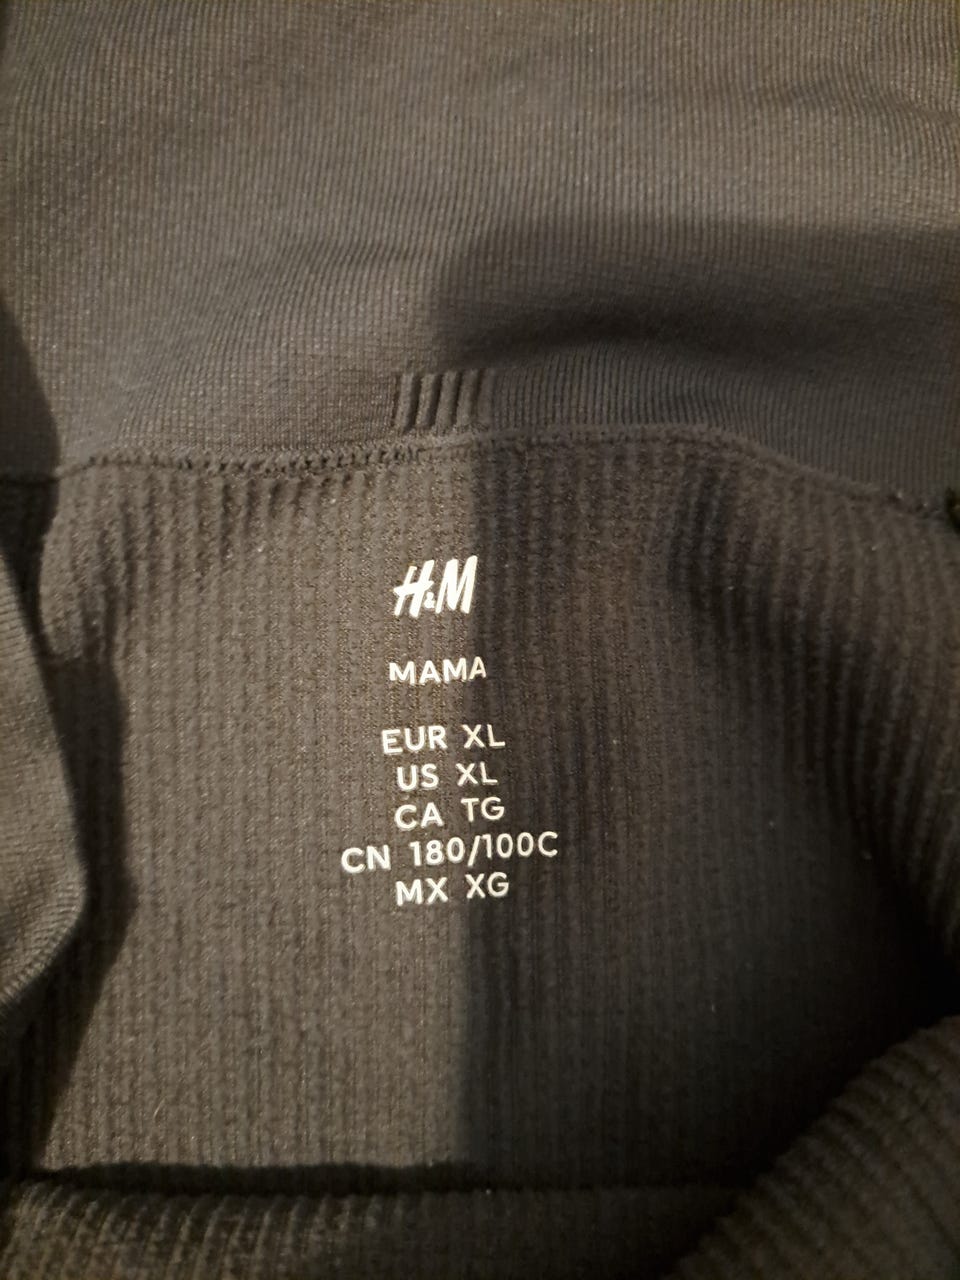 H&M
MAMA
EUR XL
US XL
CA TG
CN 180/100C
MX XG